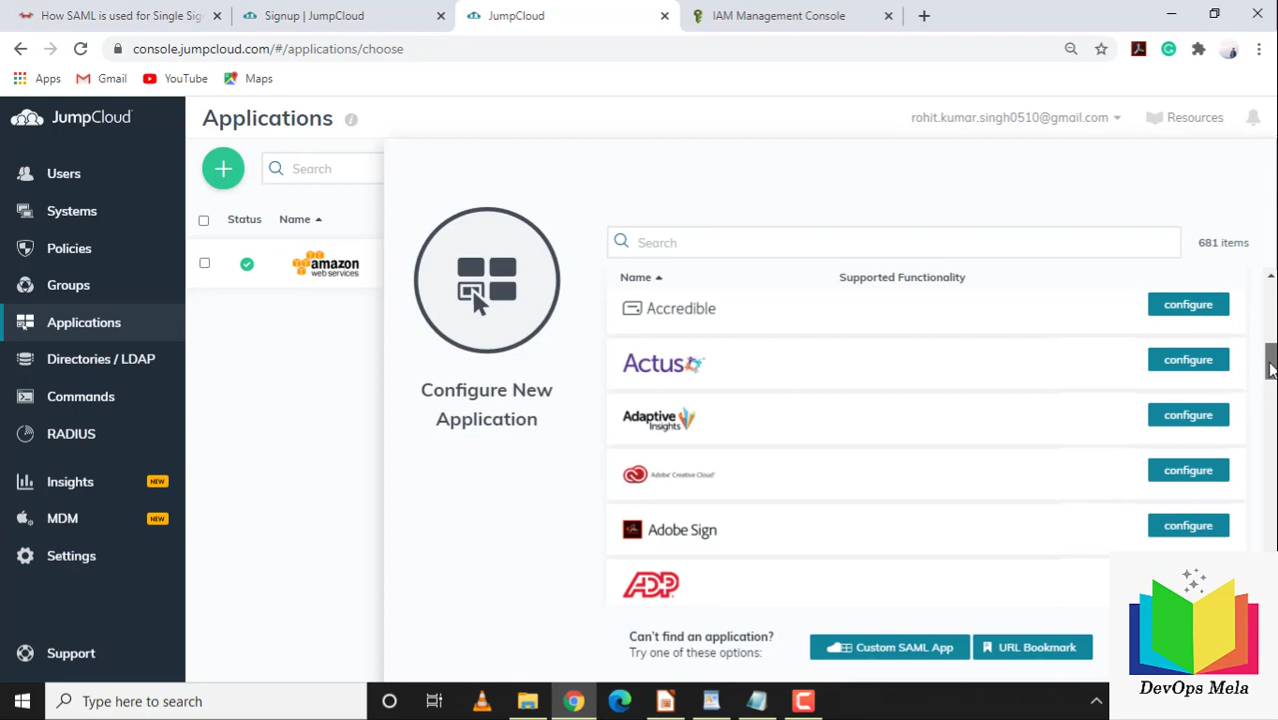 How SAML is used for Single Sig
Signup | JumpCloud
JumpCloud
IAM Management Console
console.jumpcloud.com/#/applications/choose
Apps
Gmail
YouTube
Maps
JumpCloud
Applications
rohit.kumar.singh0510@gmail.com
Resources
Users
Systems
Policies
Groups
Applications
Directories / LDAP
Commands
RADIUS
Insights NEW
MDM NEW
Settings
Support
Search
Status Name
amazon
web services
Configure New
Application
Search
681 items
Name Supported Functionality
Accredible configure
Actus configure
Adaptive
Insights configure
Adobe Creative Cloud configure
Adobe Sign configure
ADP
Can't find an application?
Try one of these options:
Custom SAML App
URL Bookmark
DevOps Mela
Type here to search